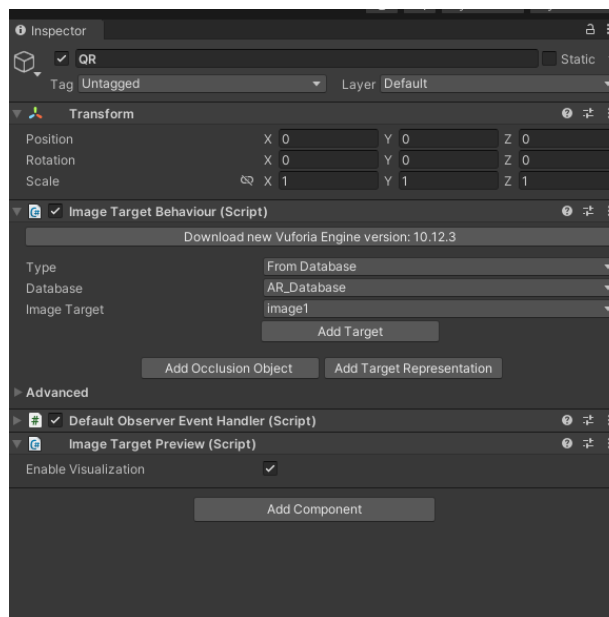 Inspector
QR
Static
Tag Untagged Layer Default
Transform
Position X 0 Y 0 Z 0
Rotation X 0 Y 0 Z 0
Scale X 1 Y 1 Z 1
Image Target Behaviour (Script)
Download new Vuforia Engine version: 10.12.3
Type From Database
Database AR_Database
Image Target image1
Add Target
Add Occlusion Object Add Target Representation
Advanced
# Default Observer Event Handler (Script)
Image Target Preview (Script)
Enable Visualization
Add Component